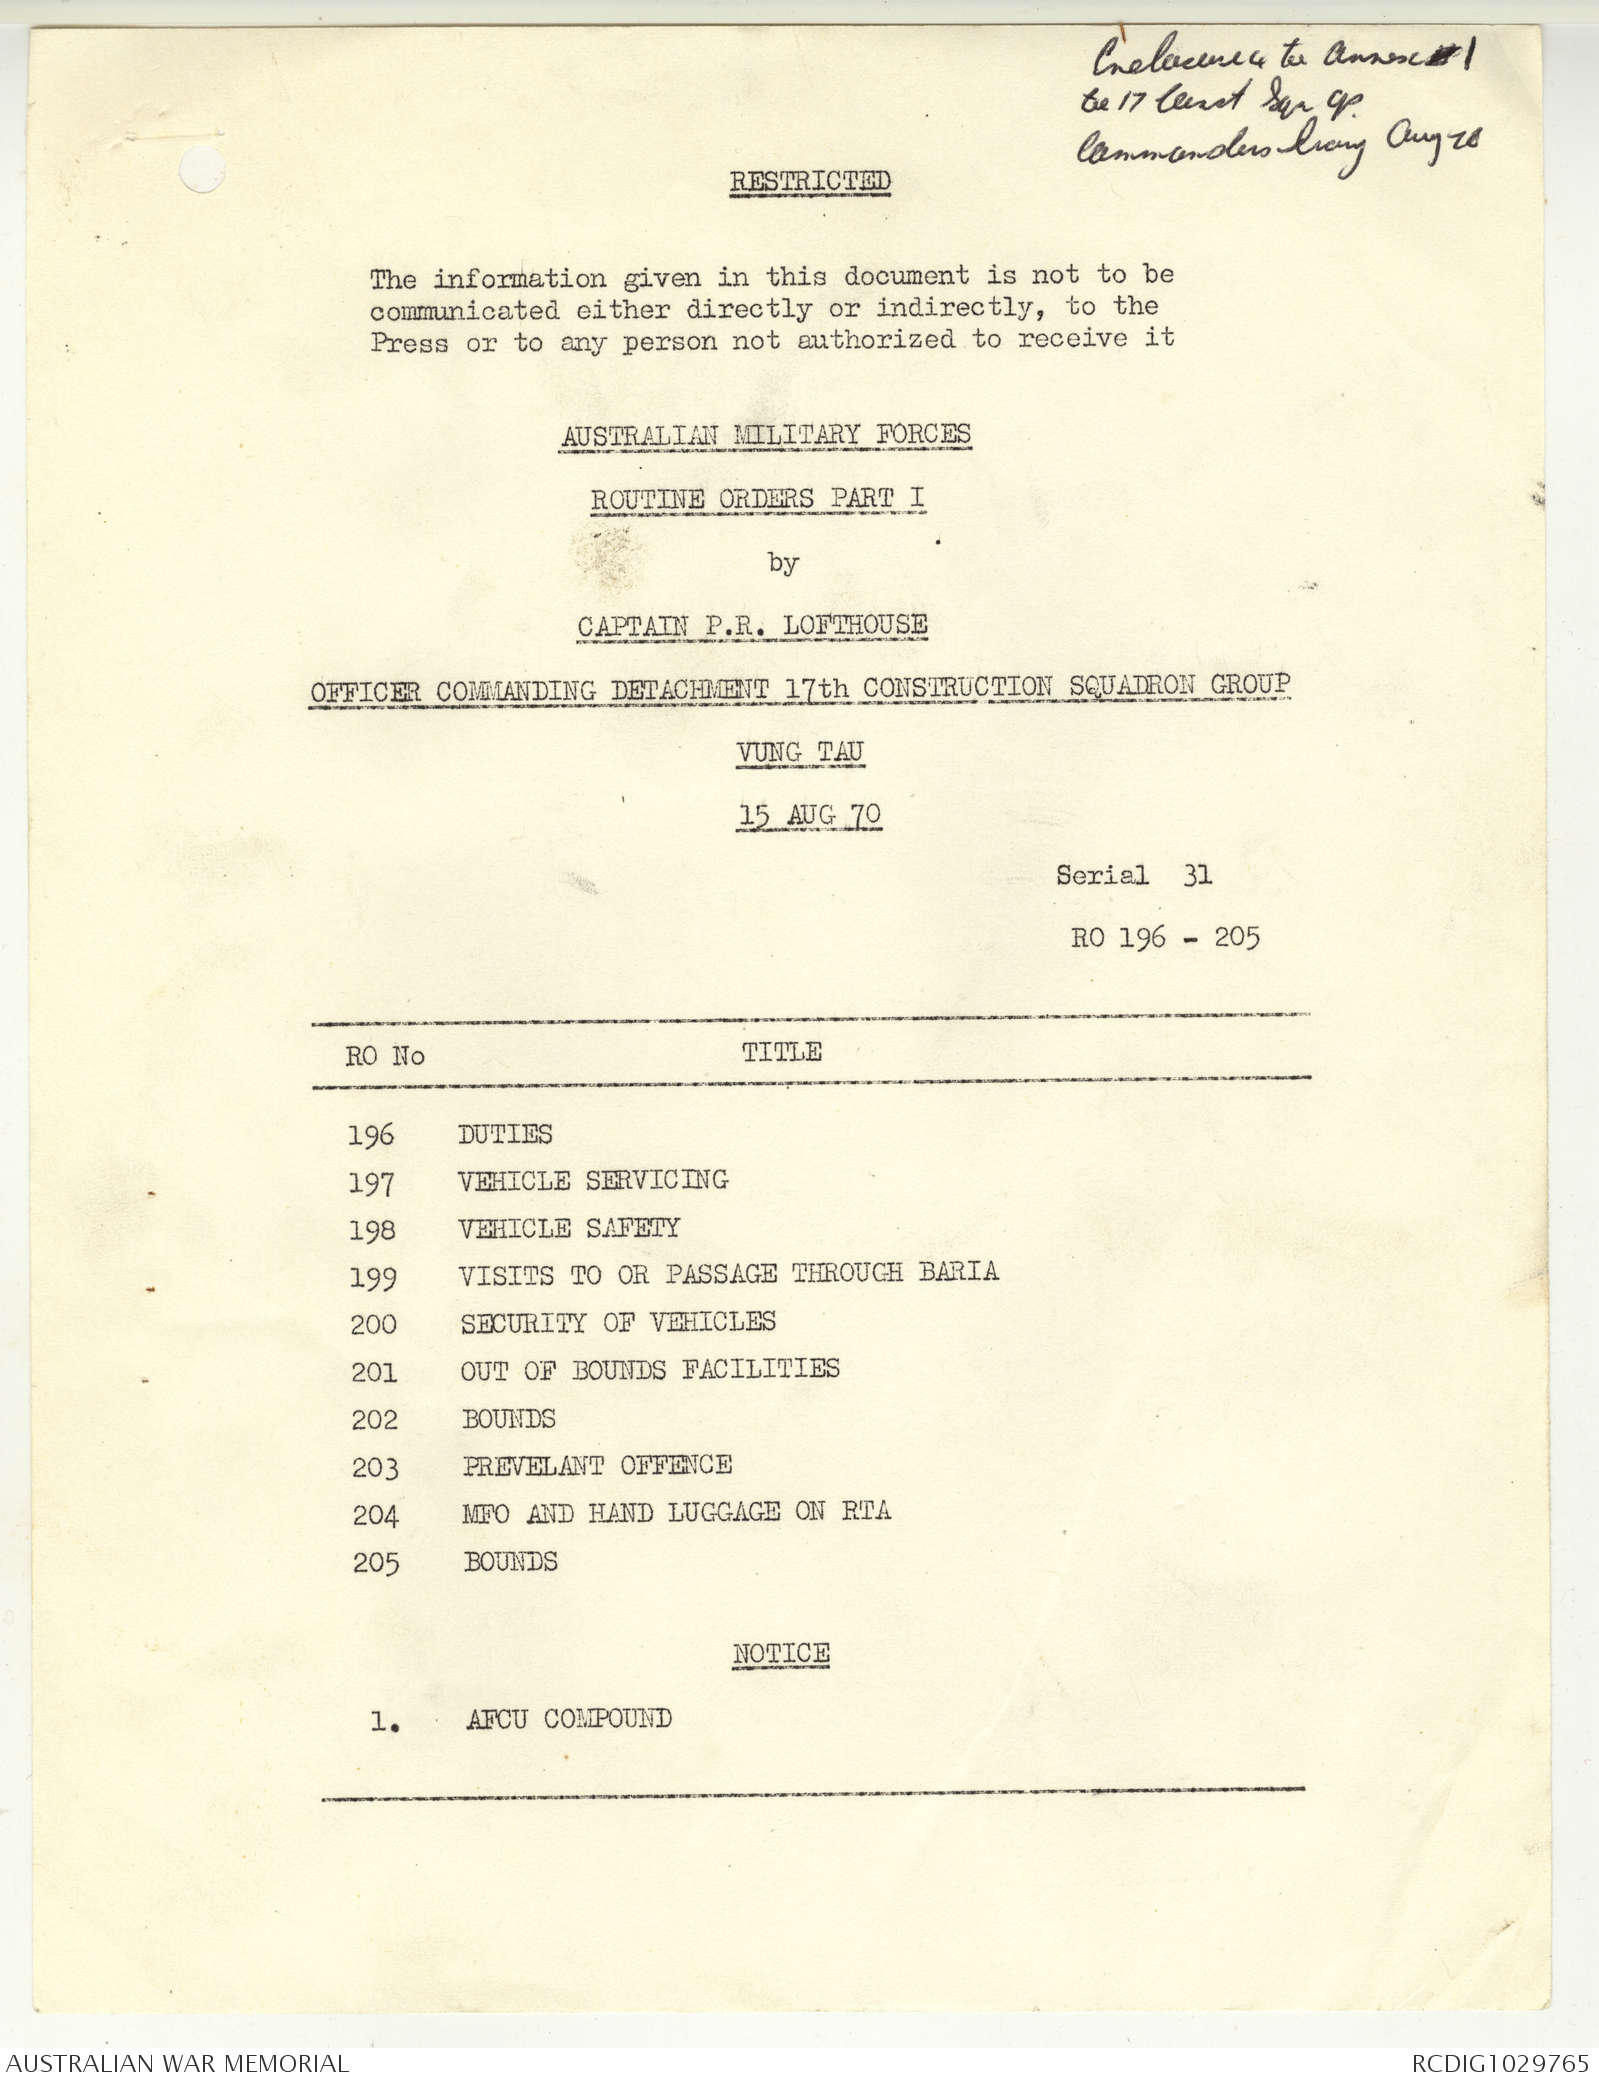 Enclosure 4 to Annex 1
to 17 Const Sqn Gp
Commanders Diary Aug 70
RESTRICTED
The information given in this document is not to be
communicated either directly or indirectly, to the
Press or to any person not authorized to receive it
AUSTRALIAN MILITARY FORCES
ROUTINE ORDERS PART I
by
CAPTAIN P.R. LOFTHOUSE
OFFICER COMMANDING DETACHMENT 17th CONSTRUCTION SQUADRON GROUP
VUNG TAU
15 AUG 70
Serial 31
RO 196 - 205
RO No TITLE
196 DUTIES
197 VEHICLE SERVICING
198 VEHICLE SAFETY
199 VISITS TO OR PASSAGE THROUGH BARIA
200 SECURITY OF VEHICLES
201 OUT OF BOUNDS FACILITIES
202 BOUNDS
203 PREVELANT OFFENCE
204 MFO AND HAND LUGGAGE ON RTA
205 BOUNDS
NOTICE
1. AFCU COMPOUND
AUSTRALIAN WAR MEMORIAL RCDIG1029765